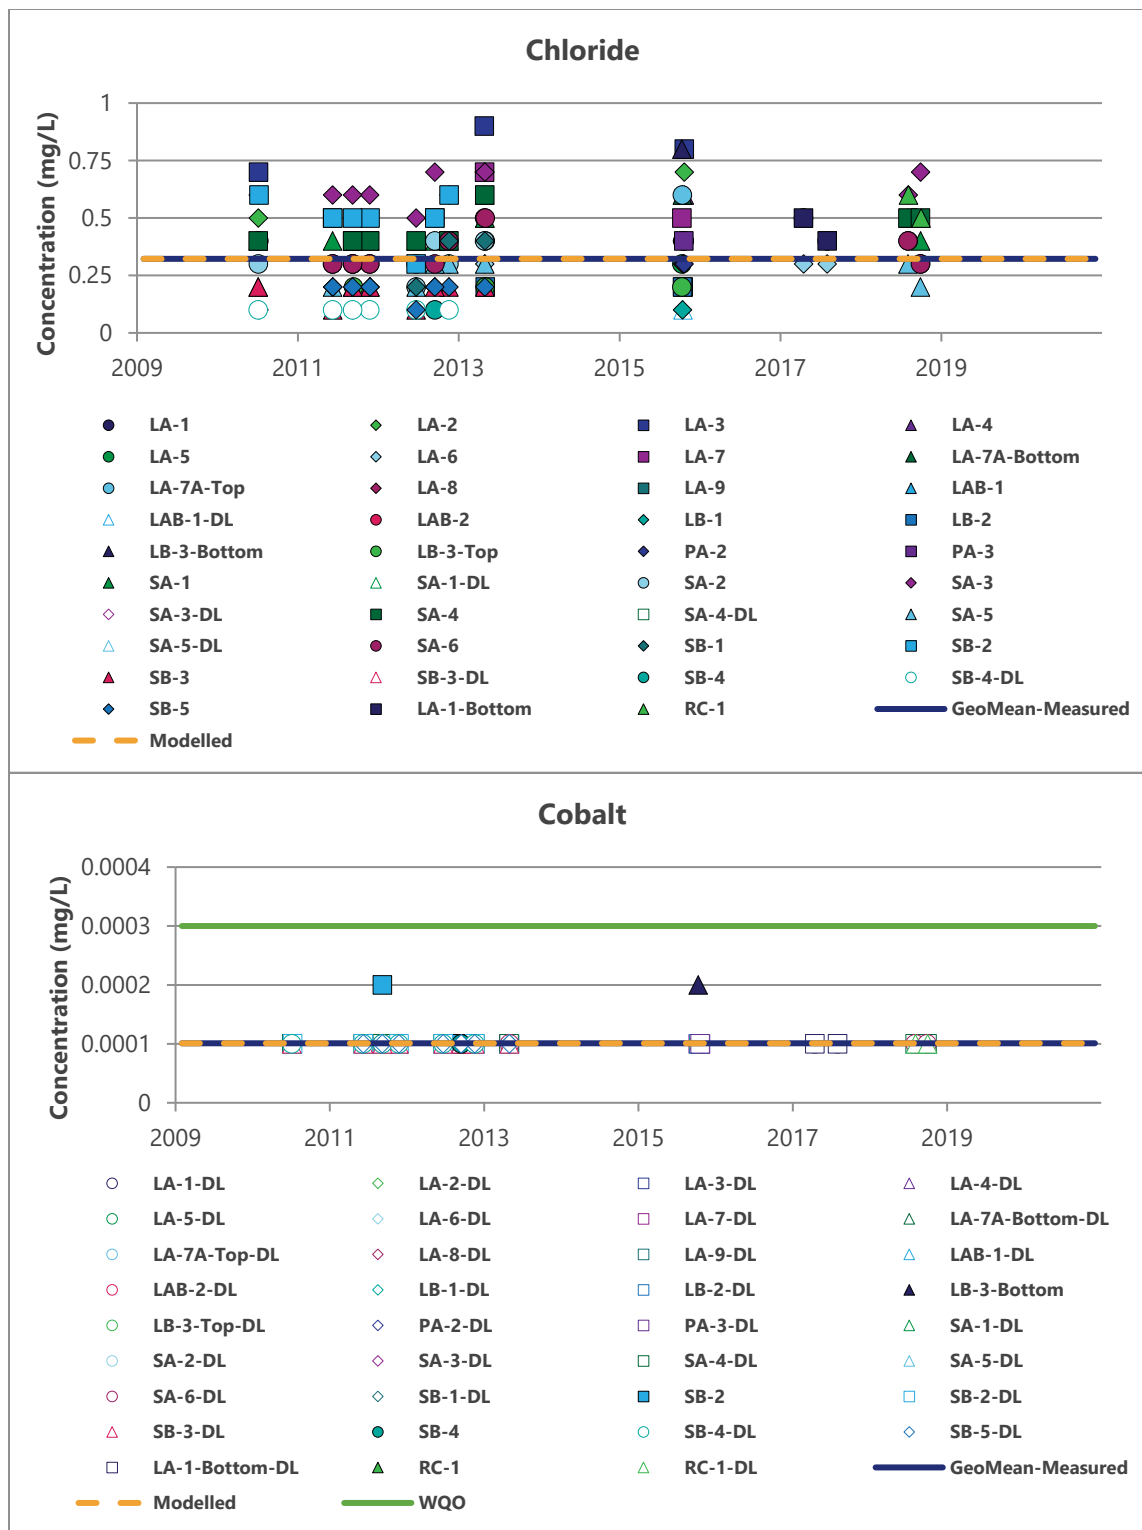 Chloride
Concentration (mg/L)
1
0.75
0.5
0.25
0
2009 2011 2013 2015 2017 2019
LA-1 LA-2 LA-3 LA-4
LA-5 LA-6 LA-7 LA-7A-Bottom
LA-7A-Top LA-8 LA-9 LAB-1
LAB-1-DL LAB-2 LB-1 LB-2
LB-3-Bottom LB-3-Top PA-2 PA-3
SA-1 SA-1-DL SA-2 SA-3
SA-3-DL SA-4 SA-4-DL SA-5
SA-5-DL SA-6 SB-1 SB-2
SB-3 SB-3-DL SB-4 SB-4-DL
SB-5 LA-1-Bottom RC-1 GeoMean-Measured
Modelled
Cobalt
Concentration (mg/L)
0.0004
0.0003
0.0002
0.0001
0
2009 2011 2013 2015 2017 2019
LA-1-DL LA-2-DL LA-3-DL LA-4-DL
LA-5-DL LA-6-DL LA-7-DL LA-7A-Bottom-DL
LA-7A-Top-DL LA-8-DL LA-9-DL LAB-1-DL
LAB-2-DL LB-1-DL LB-2-DL LB-3-Bottom
LB-3-Top-DL PA-2-DL PA-3-DL SA-1-DL
SA-2-DL SA-3-DL SA-4-DL SA-5-DL
SA-6-DL SB-1-DL SB-2 SB-2-DL
SB-3-DL SB-4 SB-4-DL SB-5-DL
LA-1-Bottom-DL RC-1 RC-1-DL GeoMean-Measured
Modelled WQO